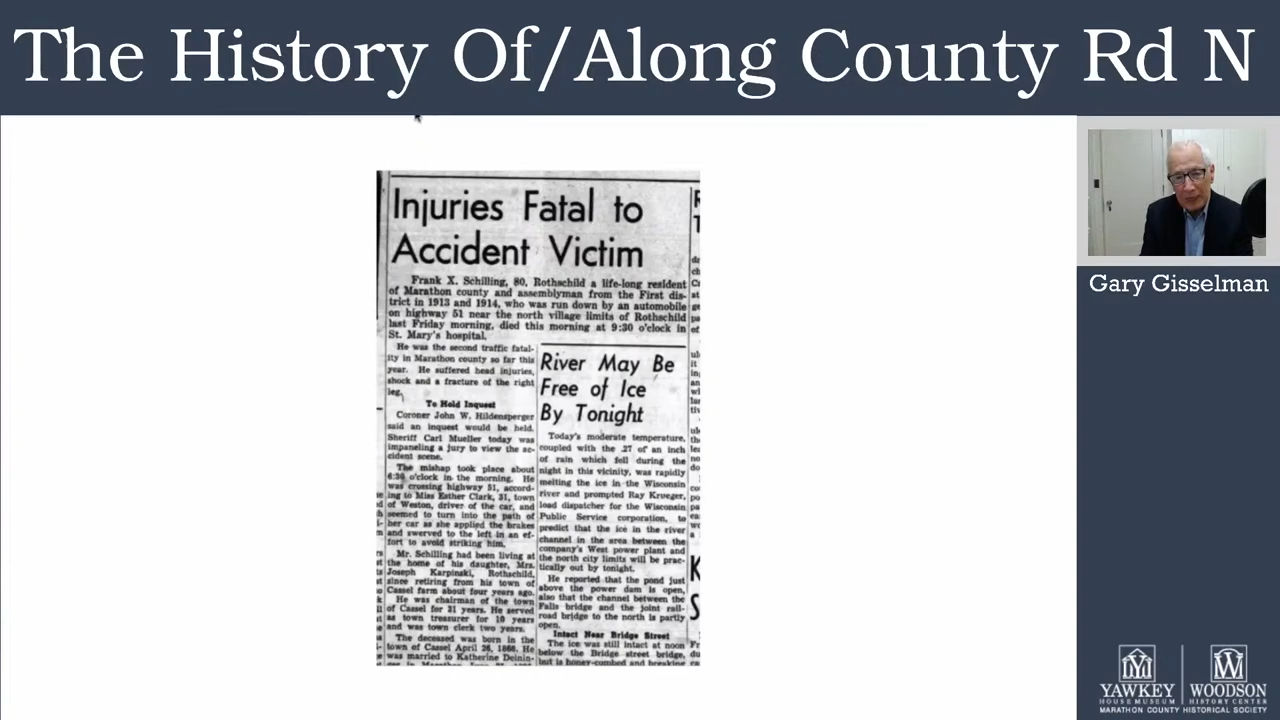 The History Of/Along County Rd N
Injuries Fatal to
Accident Victim
Frank X. Schilling, 80, Rothschild a life-long resident
of Marathon county and assemblyman from the First dis-
trict in 1913 and 1914, who was run down by an automobile
on highway 51 near the north village limits of Rothschild
last Friday morning, died this morning at 9:30 o'clock in
St. Mary's hospital.
He was the second traffic fatal-
ity in Marathon county so far this
year. He suffered head injuries,
shock and a fracture of the right
leg.
To Hold Inquest
Coroner John W. Hildensperger
said an inquest would be held.
Sheriff Carl Mueller today was
impaneling a jury to view the ac-
cident scene.
The mishap took place about
6:30 o'clock in the morning. He
was crossing highway 51, accord-
ing to Miss Esther Clark, 31, town
of Weston, driver of the car, and
seemed to turn into the path of
her car as she applied the brakes
and swerved to the left in an ef-
fort to avoid striking him.
Mr. Schilling had been living at
the home of his daughter, Mrs.
Joseph Karpinski, Rothschild,
since retiring from his town of
Cassel farm about four years ago.
He was chairman of the town
of Cassel for 31 years. He served
as town treasurer for 10 years
and was town clerk two years.
The deceased was born in the
town of Cassel April 26, 1866. He
was married to Katherine Deinin-
River May Be
Free of Ice
By Tonight
Today's moderate temperature,
coupled with the .27 of an inch
of rain which fell during the
night in this vicinity, was rapidly
melting the ice in the Wisconsin
river and prompted Ray Krueger,
load dispatcher for the Wisconsin
Public Service corporation, to
predict that the ice in the river
channel in the area between the
company's West power plant and
the north city limits will be prac-
tically out by tonight.
He reported that the pond just
above the power dam is open,
also that the channel between the
Falls bridge and the joint rail-
road bridge to the north is partly
open.
Intact Near Bridge Street
The ice was still intact at noon
below the Bridge street bridge,
but is honey-combed and breaking
Gary Gisselman
YAWKEY
HOUSE MUSEUM
WOODSON
HISTORY CENTER
MARATHON COUNTY HISTORICAL SOCIETY